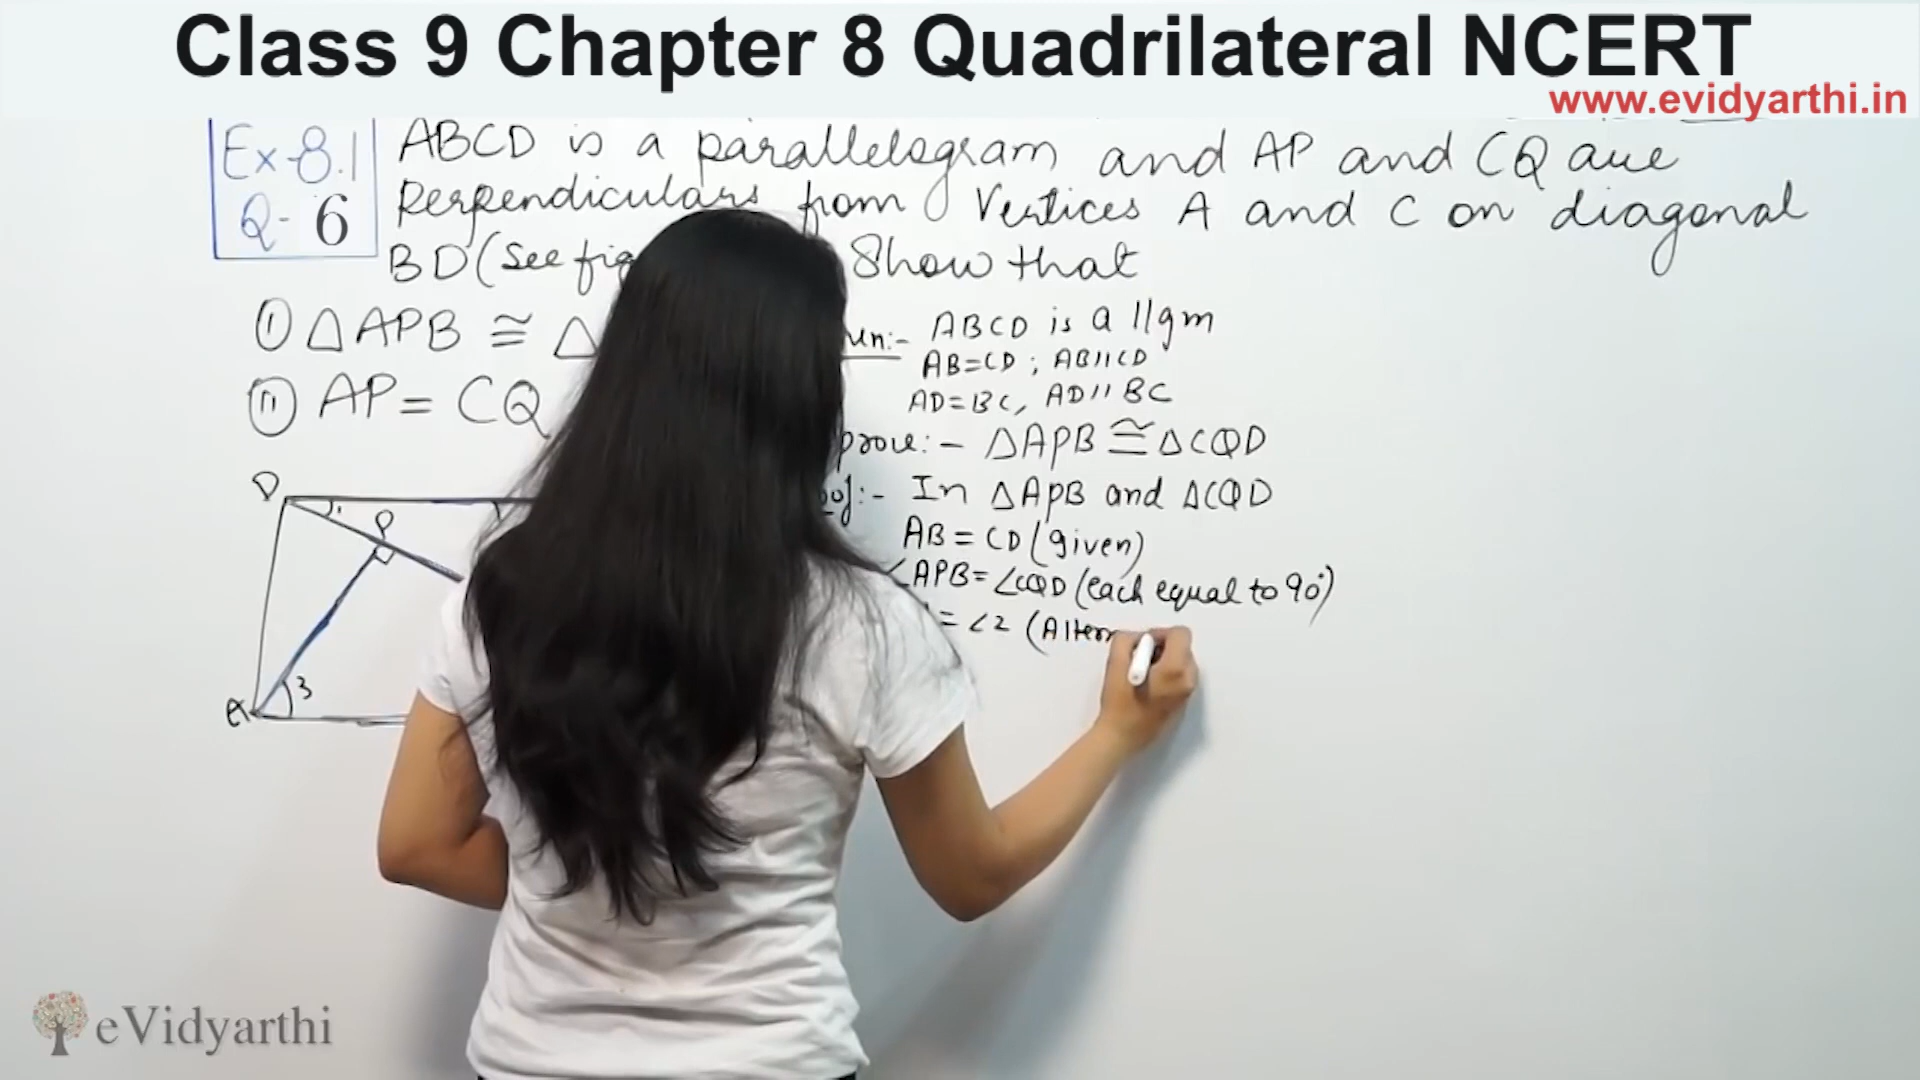 Class 9 Chapter 8 Quadrilateral NCERT
www.evidyarthi.in
Ex-8.1
Q-6
ABCD is a parallelogram and AP and CQ are
Perpendiculars from Vertices A and C on diagonal
BD (See fig Show that
(i) △APB ≅ △
(ii) AP = CQ
ABCD is a ||gm
AB=CD ; AB||CD
AD=BC, AD||BC
prove:- △APB ≅ △CQD
In △APB and △CQD
AB = CD (given)
∠APB = ∠CQD (each equal to 90°)
= ∠2 (Altern
D
1
P
A
3
eVidyarthi